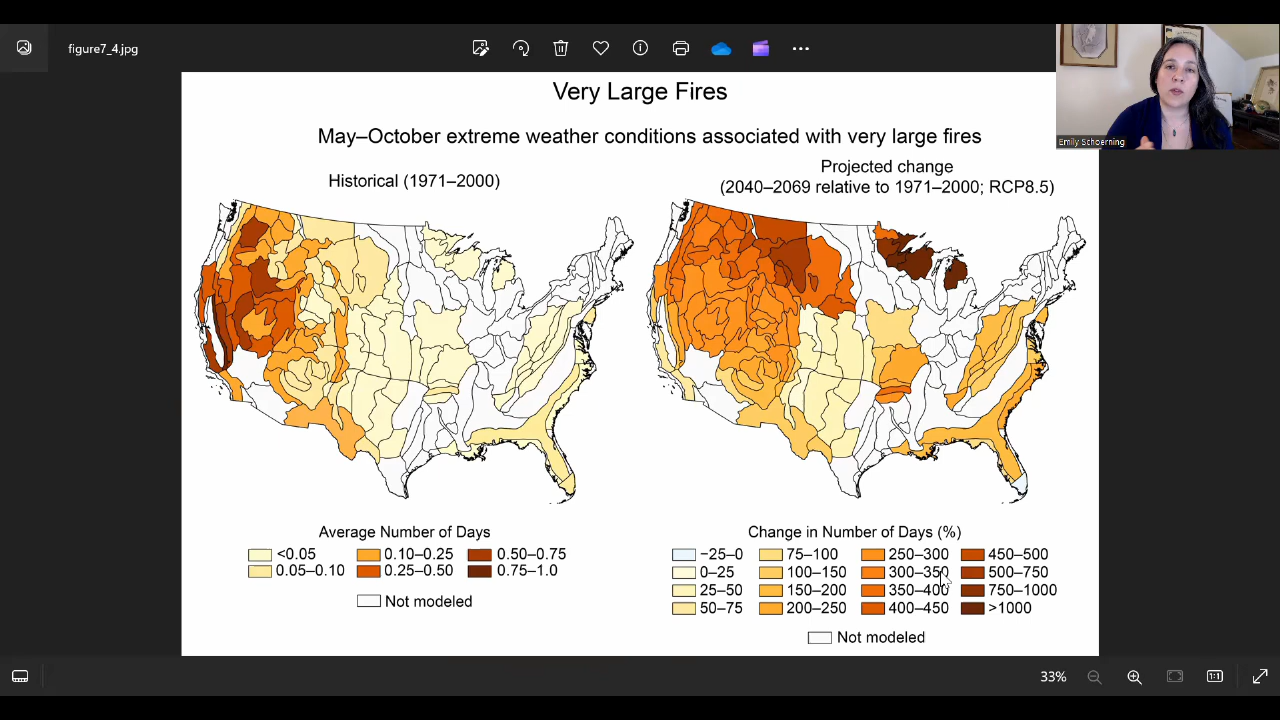 figure7_4.jpg
Emily Schoerning
Very Large Fires
May–October extreme weather conditions associated with very large fires
Historical (1971–2000)
Projected change
(2040–2069 relative to 1971–2000; RCP8.5)
Average Number of Days
<0.05
0.10–0.25
0.50–0.75
0.05–0.10
0.25–0.50
0.75–1.0
Not modeled
Change in Number of Days (%)
−25–0
75–100
250–300
450–500
0–25
100–150
300–350
500–750
25–50
150–200
350–400
750–1000
50–75
200–250
400–450
>1000
Not modeled
33%
1:1